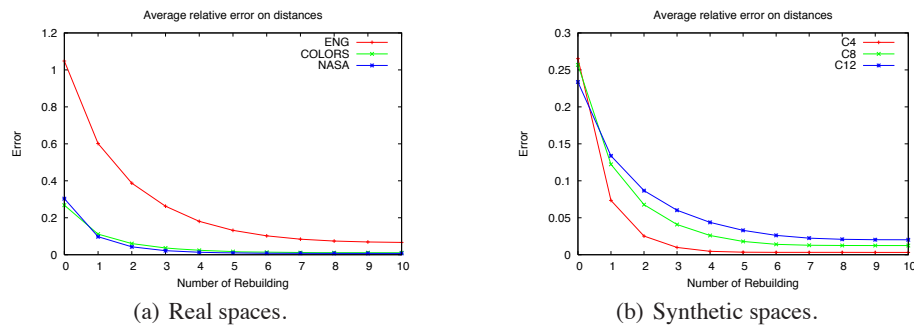 Average relative error on distances
1.2
1
0.8
0.6
0.4
0.2
0
Error
0 1 2 3 4 5 6 7 8 9 10
Number of Rebuilding
ENG
COLORS
NASA
(a) Real spaces.
Average relative error on distances
0.3
0.25
0.2
0.15
0.1
0.05
0
Error
0 1 2 3 4 5 6 7 8 9 10
Number of Rebuilding
C4
C8
C12
(b) Synthetic spaces.